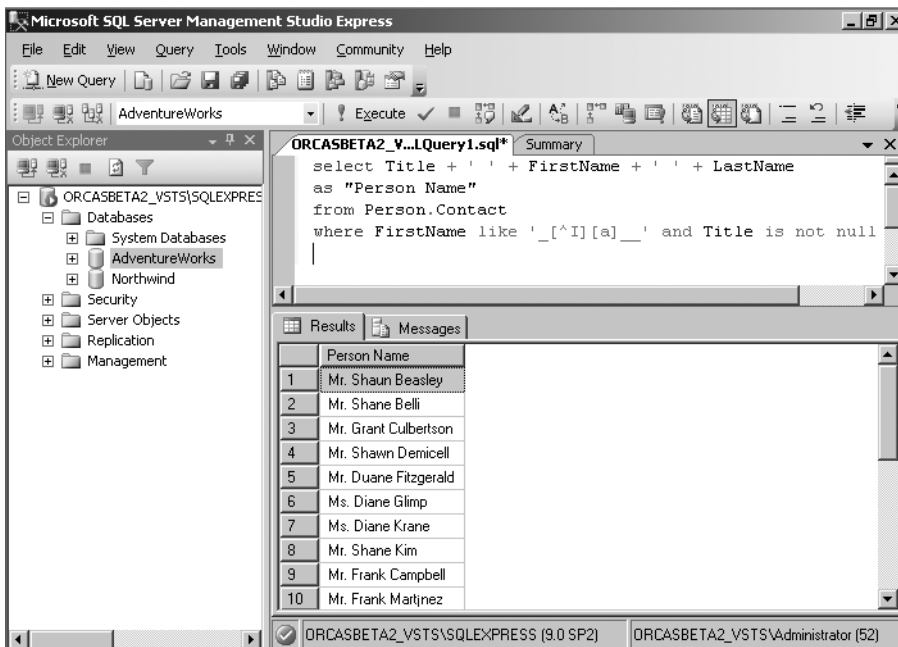 Microsoft SQL Server Management Studio Express
File Edit View Query Tools Window Community Help
New Query
AdventureWorks Execute
Object Explorer
ORCASBETA2_VSTS\SQLEXPRES
Databases
System Databases
AdventureWorks
Northwind
Security
Server Objects
Replication
Management
ORCASBETA2_V...LQuery1.sql* Summary
select Title + ' ' + FirstName + ' ' + LastName
as "Person Name"
from Person.Contact
where FirstName like '_[^I][a]__' and Title is not null
Results Messages
Person Name
1 Mr. Shaun Beasley
2 Mr. Shane Belli
3 Mr. Grant Culbertson
4 Mr. Shawn Demicell
5 Mr. Duane Fitzgerald
6 Ms. Diane Glimp
7 Ms. Diane Krane
8 Mr. Shane Kim
9 Mr. Frank Campbell
10 Mr. Frank Martjnez
ORCASBETA2_VSTS\SQLEXPRESS (9.0 SP2) ORCASBETA2_VSTS\Administrator (52)